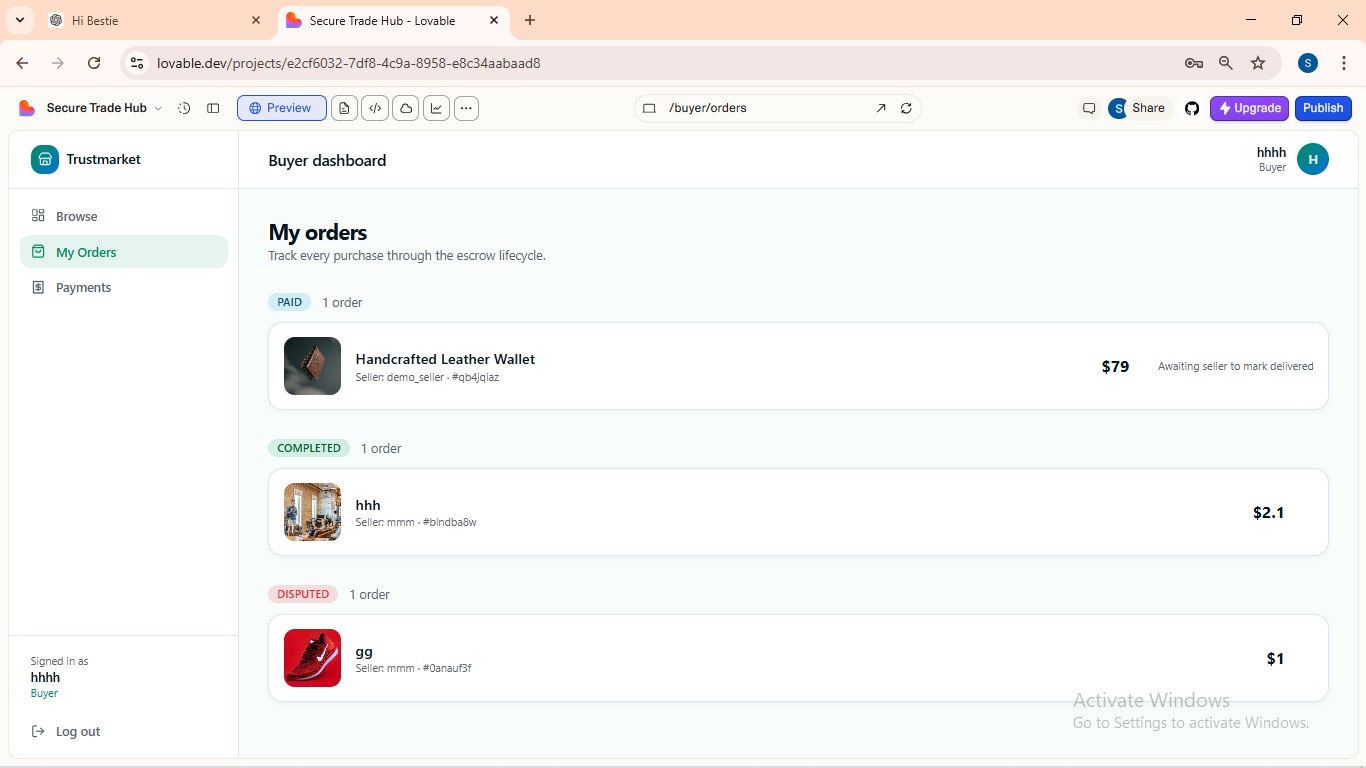 Hi Bestie
Secure Trade Hub - Lovable
lovable.dev/projects/e2cf6032-7df8-4c9a-8958-e8c34aabaad8
S
Secure Trade Hub
Preview
/buyer/orders
S
Share
Upgrade
Publish
Trustmarket
Buyer dashboard
hhhh
Buyer
H
Browse
My Orders
Payments
My orders
Track every purchase through the escrow lifecycle.
PAID 1 order
Handcrafted Leather Wallet
Seller: demo_seller · #qb4jqiaz
$79
Awaiting seller to mark delivered
COMPLETED 1 order
hhh
Seller: mmm · #blndba8w
$2.1
DISPUTED 1 order
gg
Seller: mmm · #0anauf3f
$1
Signed in as
hhhh
Buyer
Log out
Activate Windows
Go to Settings to activate Windows.